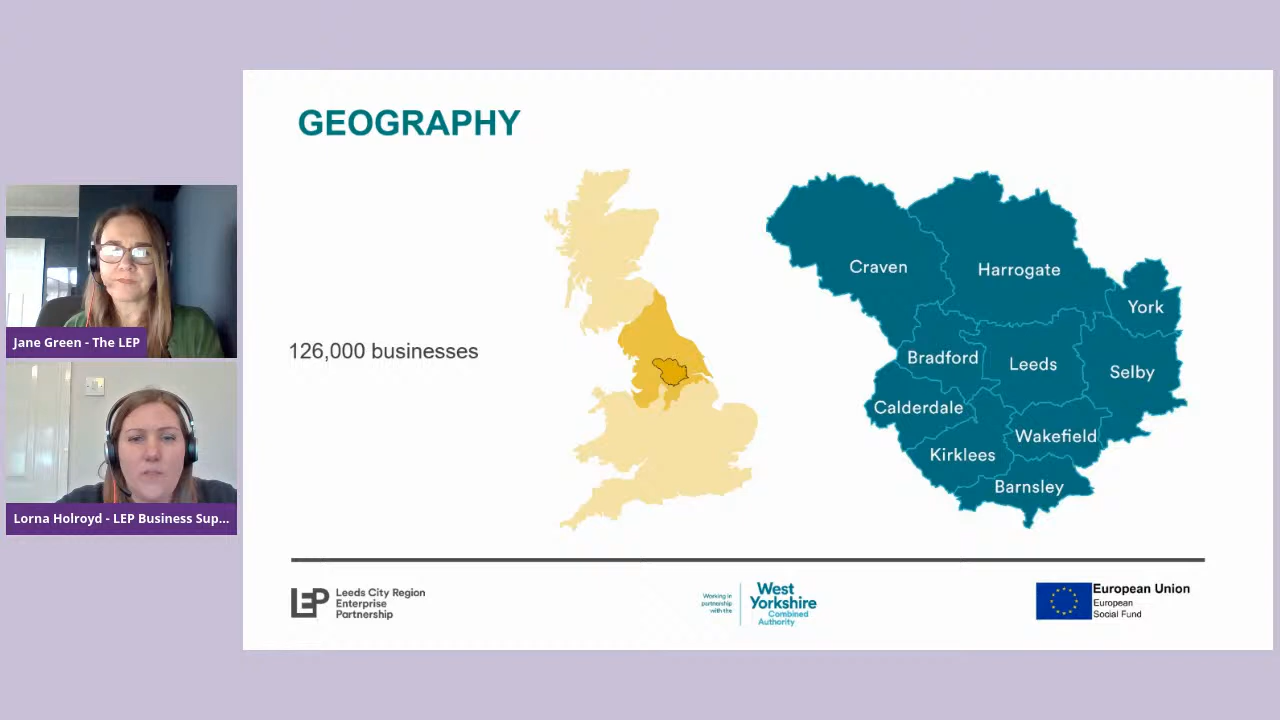 GEOGRAPHY
Jane Green - The LEP
Lorna Holroyd - LEP Business Sup...
126,000 businesses
Craven
Harrogate
York
Bradford
Leeds
Selby
Calderdale
Wakefield
Kirklees
Barnsley
LEP
Leeds City Region
Enterprise
Partnership
Working in
partnership
with the
West
Yorkshire
Combined
Authority
European Union
European
Social Fund